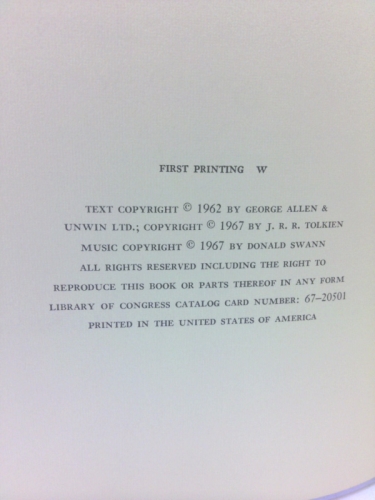 FIRST PRINTING W
TEXT COPYRIGHT © 1962 BY GEORGE ALLEN &
UNWIN LTD.; COPYRIGHT © 1967 BY J. R. R. TOLKIEN
MUSIC COPYRIGHT © 1967 BY DONALD SWANN
ALL RIGHTS RESERVED INCLUDING THE RIGHT TO
REPRODUCE THIS BOOK OR PARTS THEREOF IN ANY FORM
LIBRARY OF CONGRESS CATALOG CARD NUMBER: 67-20501
PRINTED IN THE UNITED STATES OF AMERICA